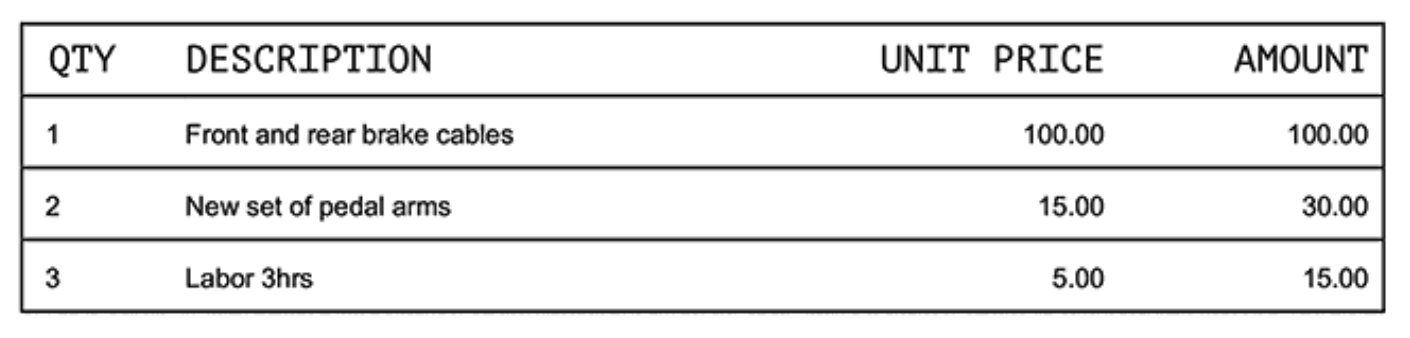 QTY DESCRIPTION UNIT PRICE AMOUNT
1 Front and rear brake cables 100.00 100.00
2 New set of pedal arms 15.00 30.00
3 Labor 3hrs 5.00 15.00